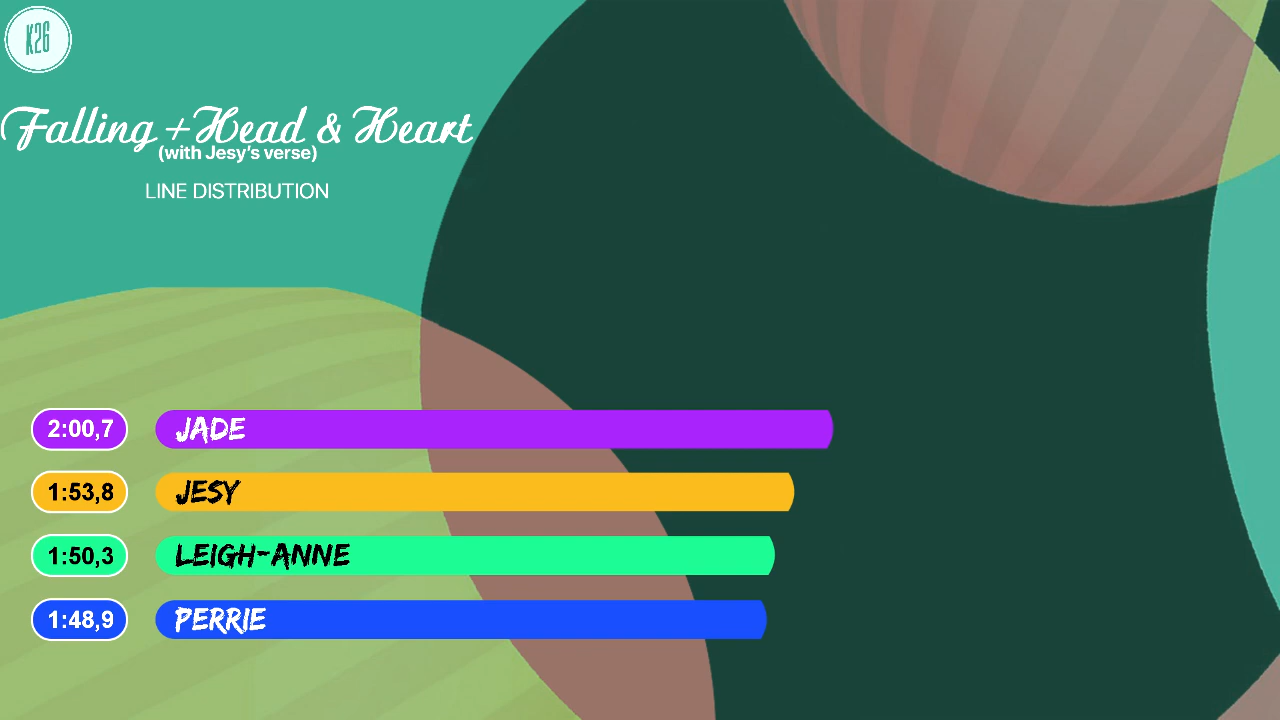 K26
Falling + Head & Heart
(with Jesy's verse)
LINE DISTRIBUTION
2:00,7 JADE
1:53,8 JESY
1:50,3 LEIGH-ANNE
1:48,9 PERRIE